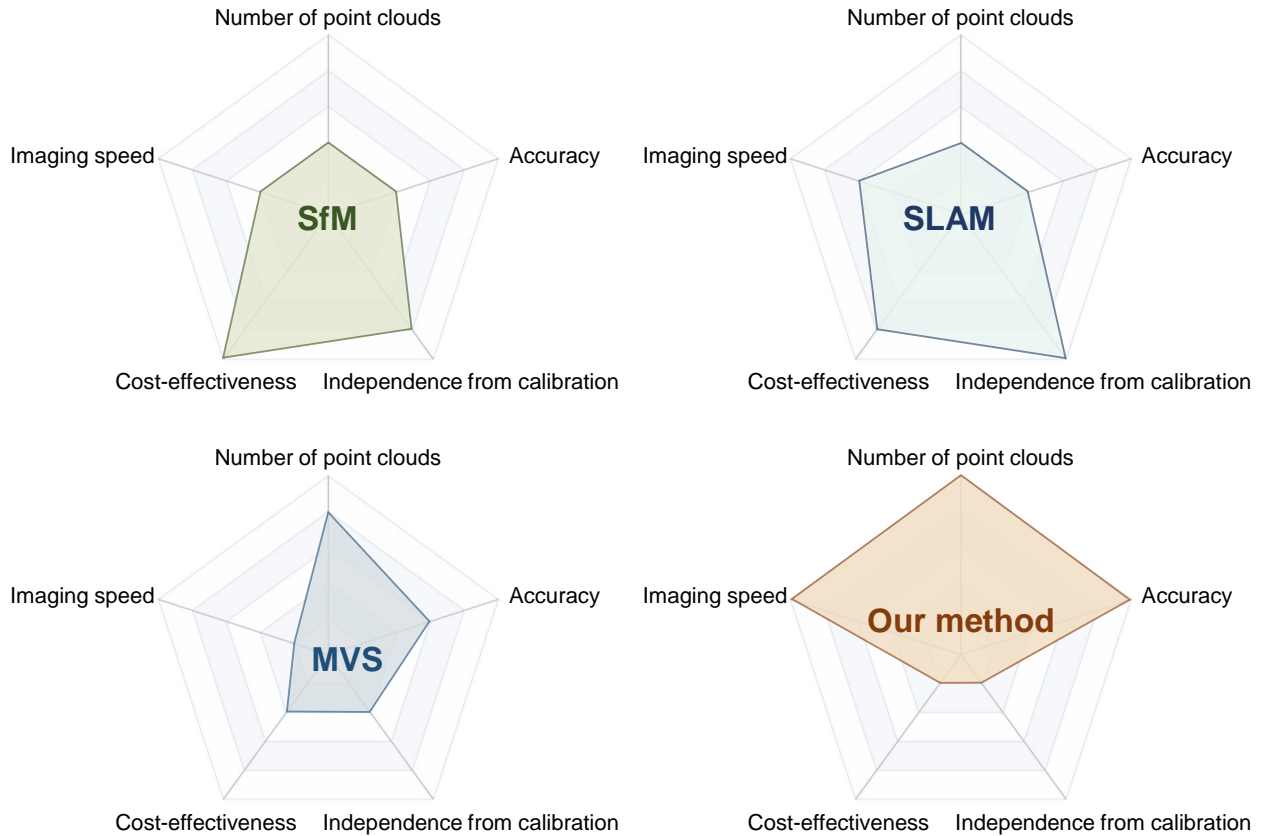 Number of point clouds
Imaging speed
Accuracy
SfM
Cost-effectiveness
Independence from calibration
Number of point clouds
Imaging speed
Accuracy
SLAM
Cost-effectiveness
Independence from calibration
Number of point clouds
Imaging speed
Accuracy
MVS
Cost-effectiveness
Independence from calibration
Number of point clouds
Imaging speed
Accuracy
Our method
Cost-effectiveness
Independence from calibration